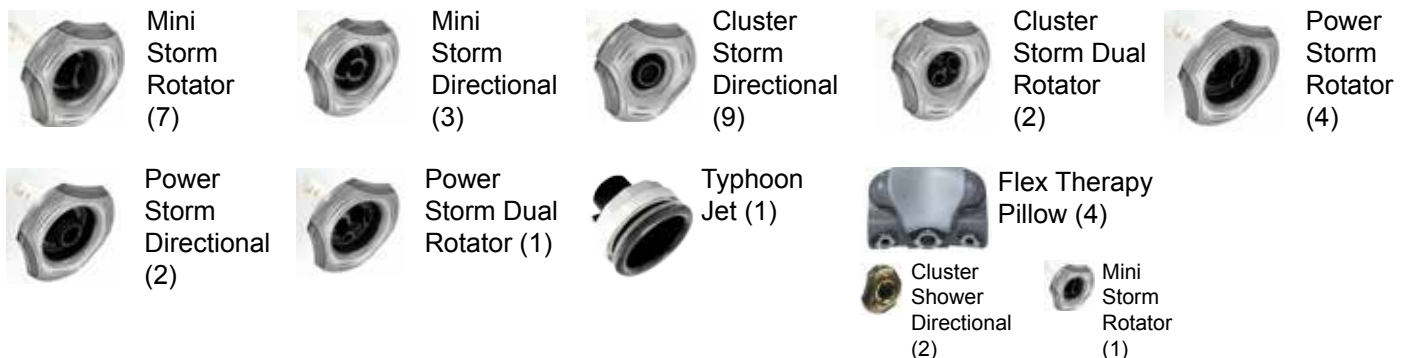 Mini
Storm
Rotator
(7)
Mini
Storm
Directional
(3)
Cluster
Storm
Directional
(9)
Cluster
Storm Dual
Rotator
(2)
Power
Storm
Rotator
(4)
Power
Storm
Directional
(2)
Power
Storm Dual
Rotator (1)
Typhoon
Jet (1)
Flex Therapy
Pillow (4)
Cluster
Shower
Directional
(2)
Mini
Storm
Rotator
(1)